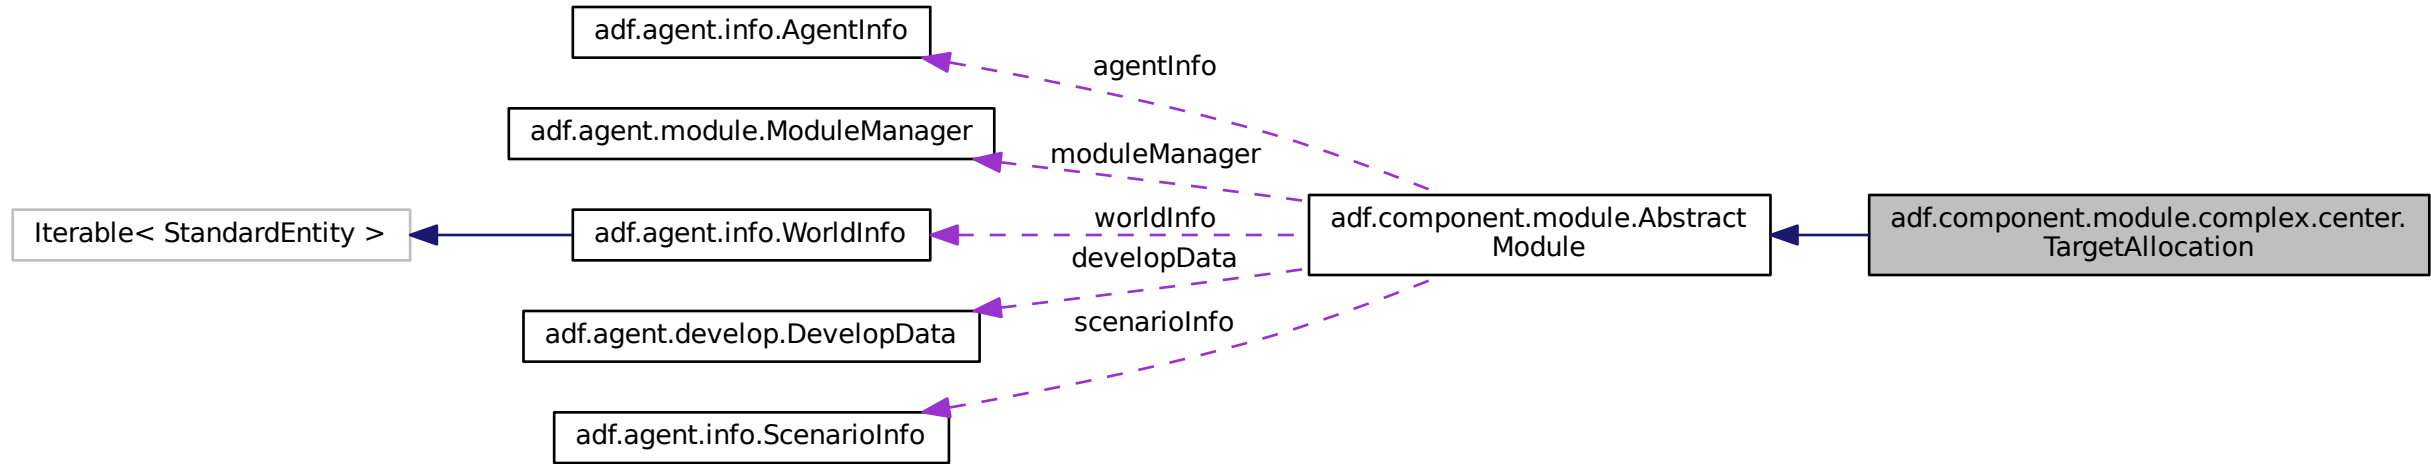 adf.agent.info.AgentInfo
agentInfo
adf.agent.module.ModuleManager
moduleManager
Iterable< StandardEntity >
adf.agent.info.WorldInfo
worldInfo
adf.component.module.Abstract
Module
adf.component.module.complex.center.
TargetAllocation
developData
adf.agent.develop.DevelopData
scenarioInfo
adf.agent.info.ScenarioInfo